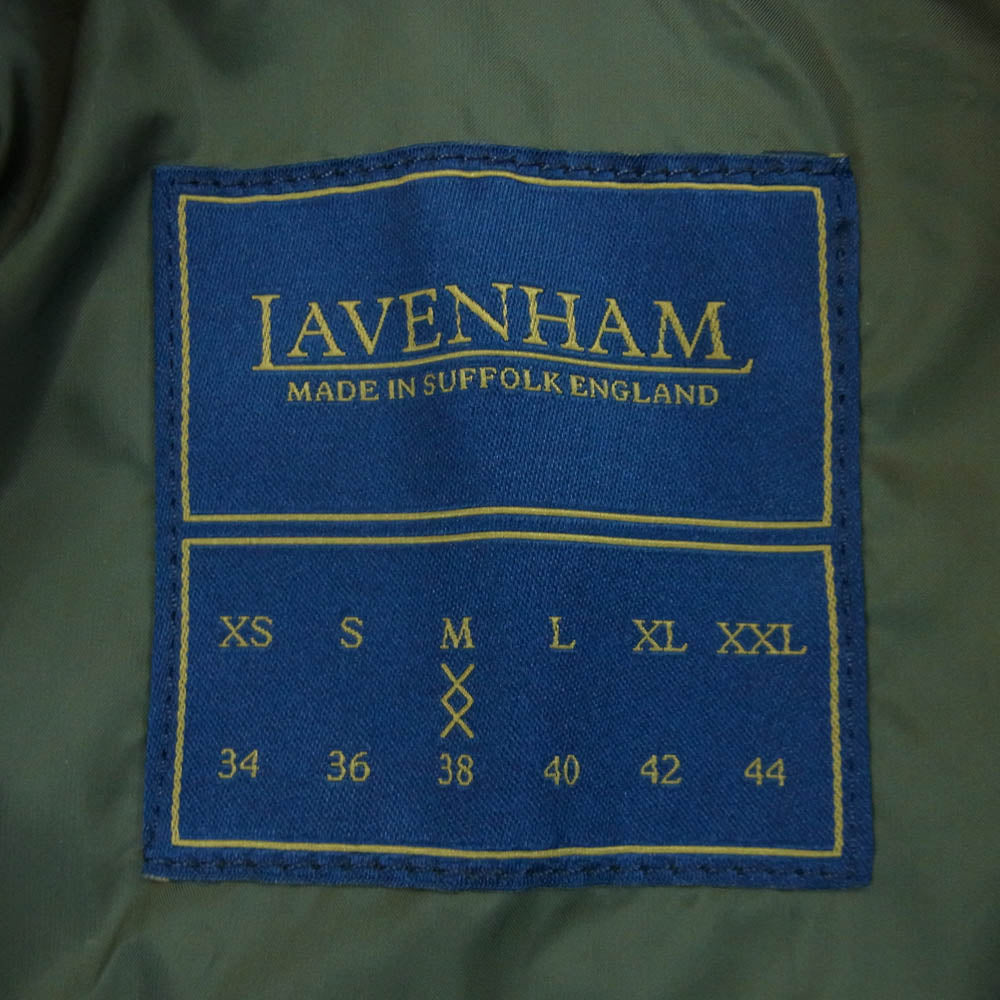 LAVENHAM
MADE IN SUFFOLK ENGLAND
XS S M L XL XXL
X
X
34 36 38 40 42 44